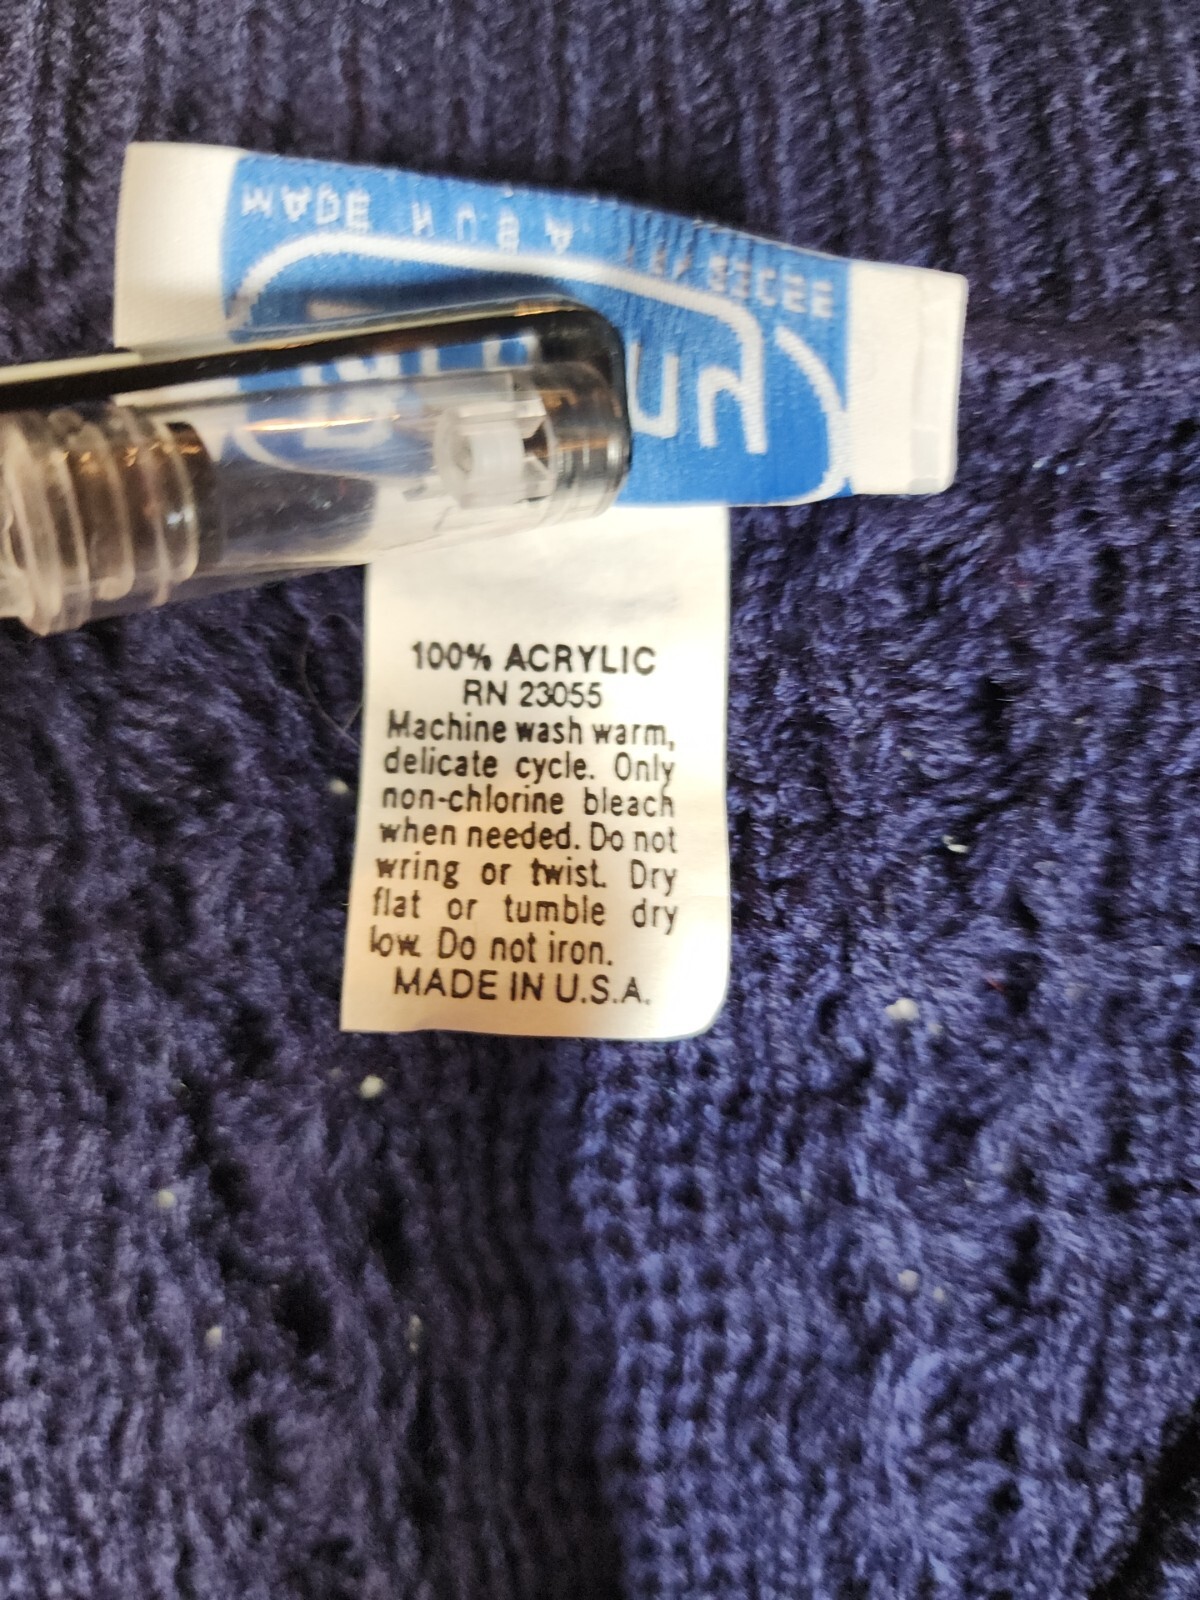 MADE
100% ACRYLIC
RN 23055
Machine wash warm,
delicate cycle. Only
non-chlorine bleach
when needed. Do not
wring or twist. Dry
flat or tumble dry
low. Do not iron.
MADE IN U.S.A.